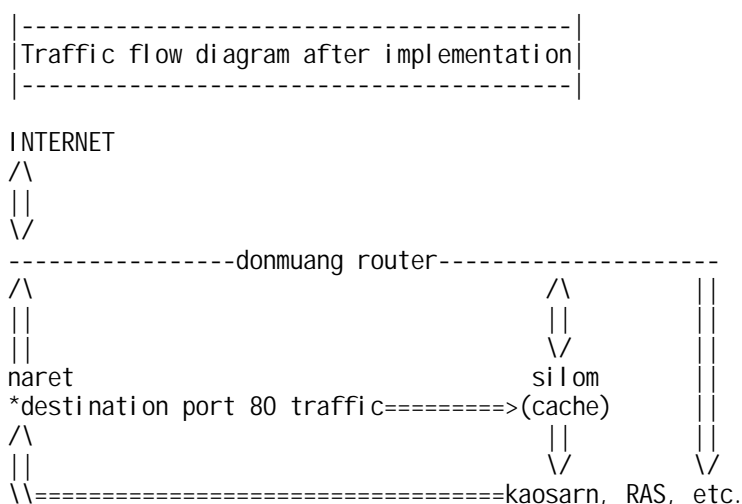 |-----------------------------------------|
|Traffic flow diagram after implementation|
|-----------------------------------------|
INTERNET
/\
||
\/
-----------------donmuang router---------------------
/\                                      /\         ||
||                                      ||         ||
||                                      \/         ||
naret                                  silom       ||
*destination port 80 traffic=========>(cache)      ||
/\                                      ||         ||
||                                      \/         \/
\\===================================kaosarn, RAS, etc.